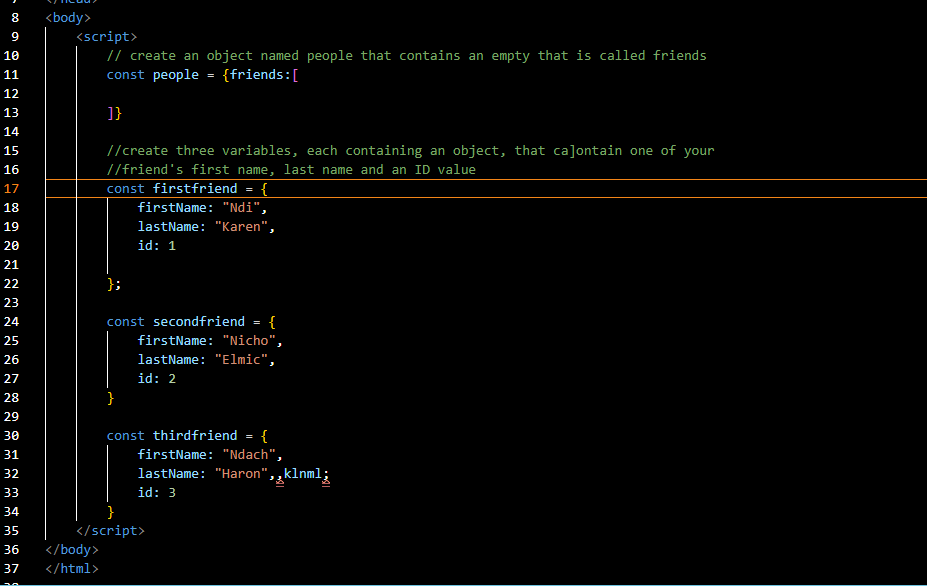 </head>
8 <body>
9 <script>
10 // create an object named people that contains an empty that is called friends
11 const people = {friends:[
12
13 ]}
14
15 //create three variables, each containing an object, that ca]ontain one of your
16 //friend's first name, last name and an ID value
17 const firstfriend = {
18 firstName: "Ndi",
19 lastName: "Karen",
20 id: 1
21
22 };
23
24 const secondfriend = {
25 firstName: "Nicho",
26 lastName: "Elmic",
27 id: 2
28 }
29
30 const thirdfriend = {
31 firstName: "Ndach",
32 lastName: "Haron",,klnml;
33 id: 3
34 }
35 </script>
36 </body>
37 </html>